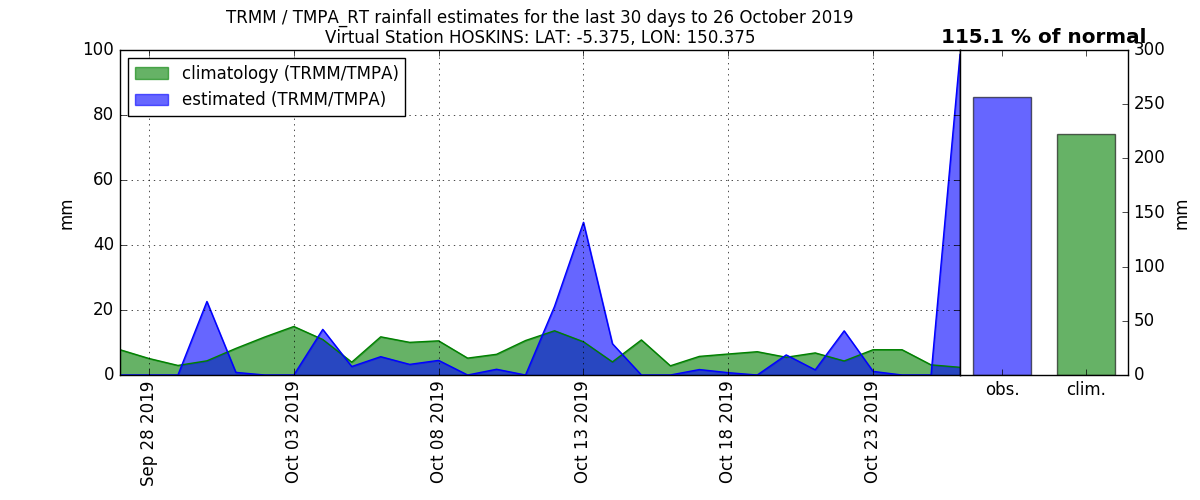 TRMM / TMPA_RT rainfall estimates for the last 30 days to 26 October 2019
Virtual Station HOSKINS: LAT: -5.375, LON: 150.375
115.1 % of normal
climatology (TRMM/TMPA)
estimated (TRMM/TMPA)
100
80
60
40
20
0
mm
Sep 28 2019
Oct 03 2019
Oct 08 2019
Oct 13 2019
Oct 18 2019
Oct 23 2019
obs.
clim.
300
250
200
150
100
50
0
mm